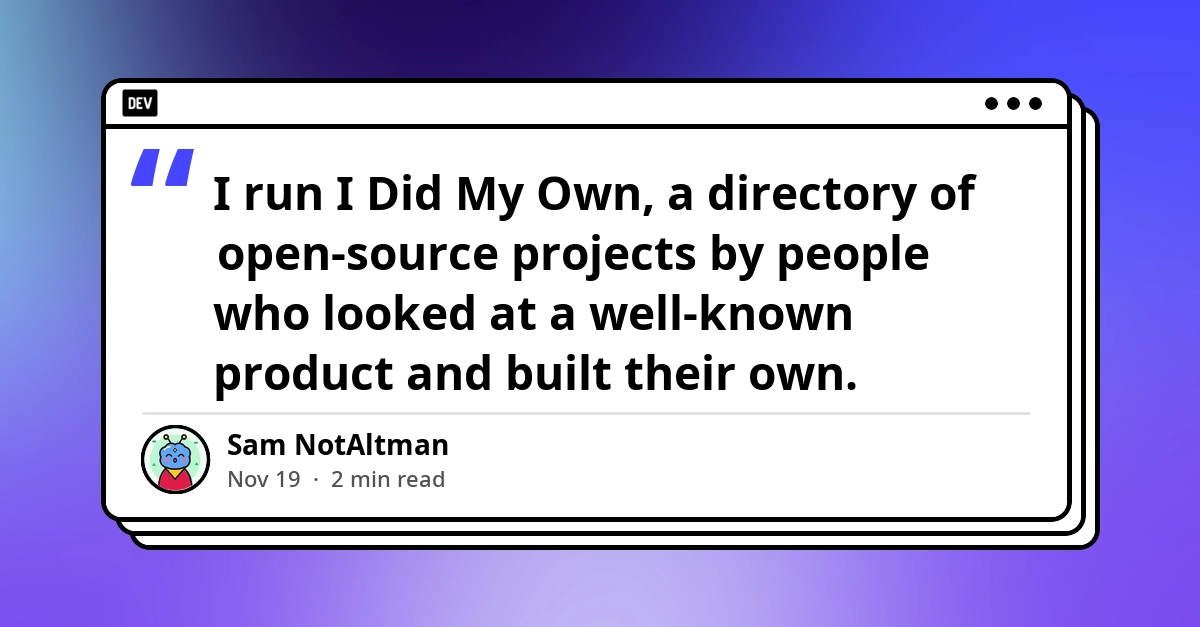 DEV
“ I run I Did My Own, a directory of
open-source projects by people
who looked at a well-known
product and built their own.
Sam NotAltman
Nov 19 · 2 min read